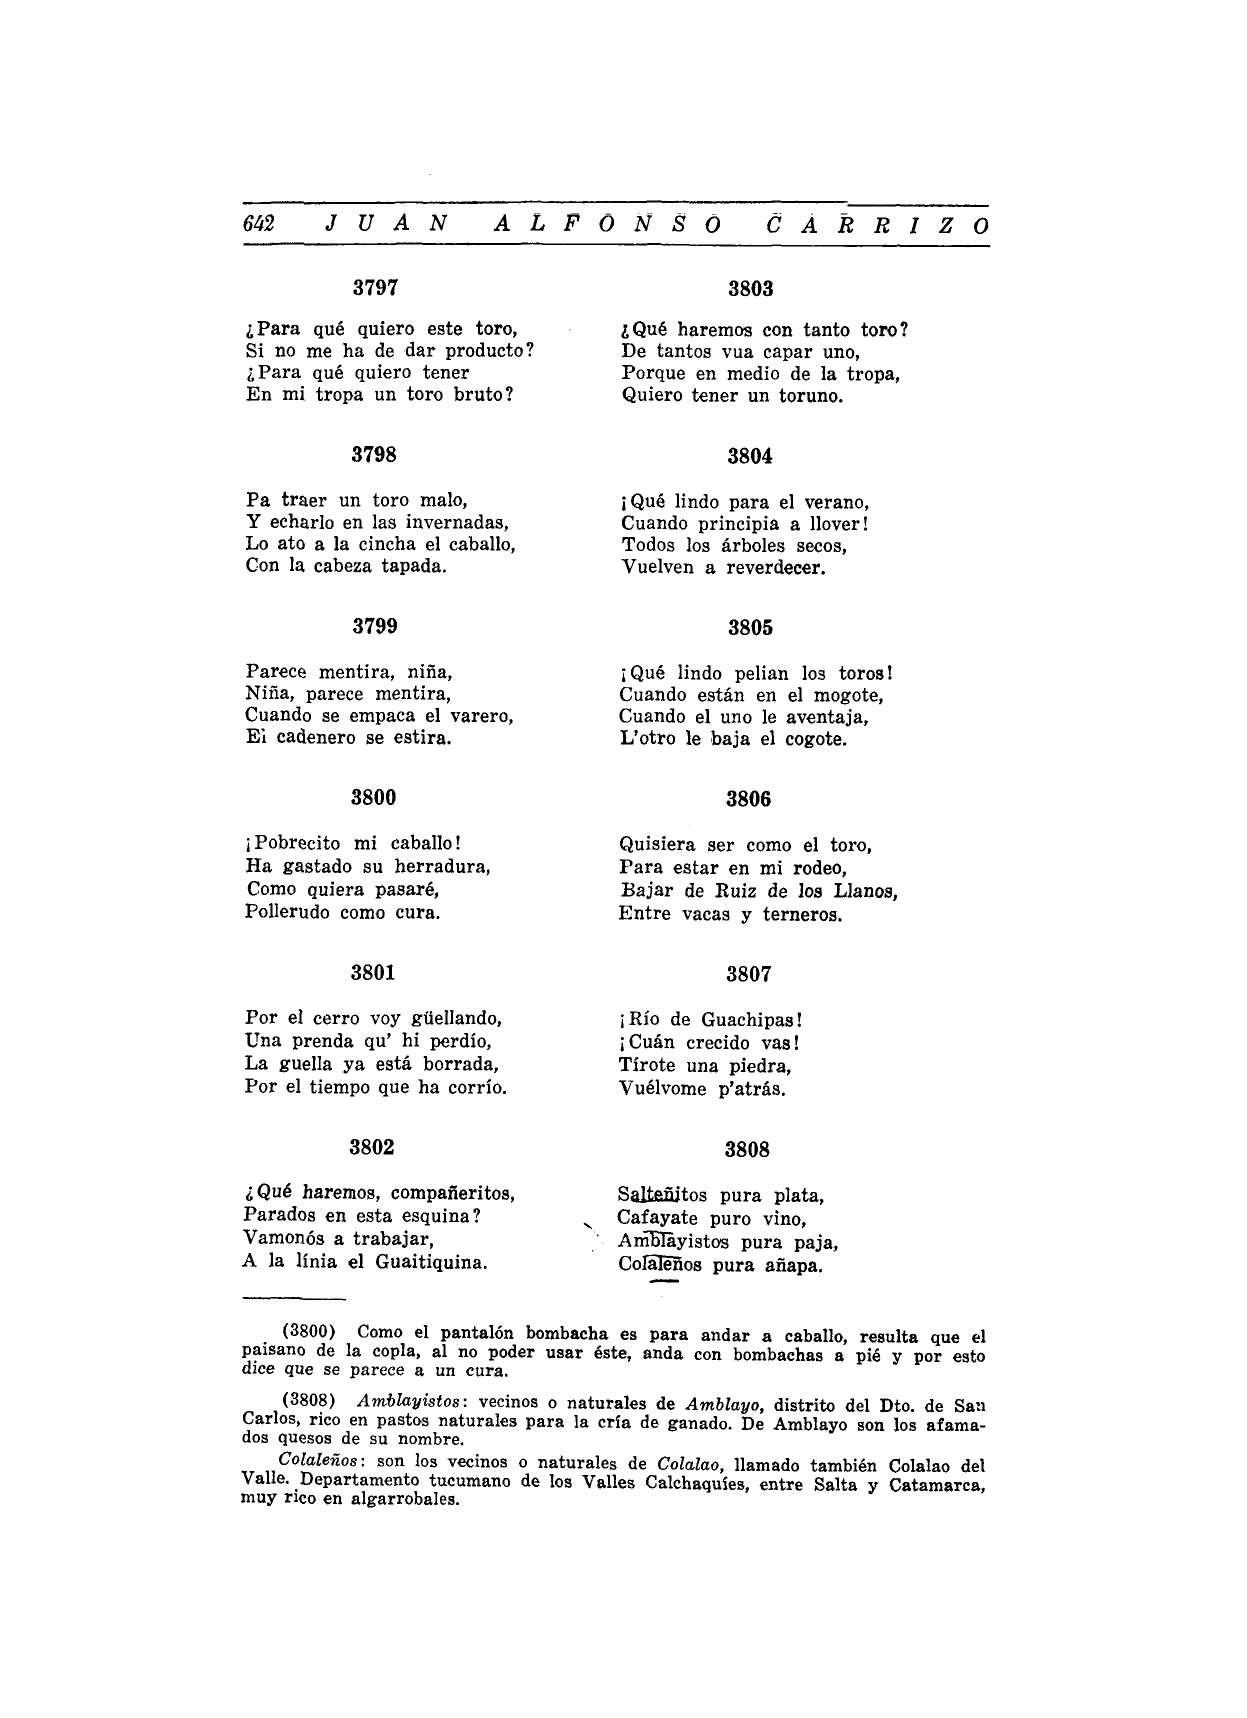 642 JUAN ALFONSO CARRIZO
3797
¿Para qué quiero este toro,
Si no me ha de dar producto?
¿Para qué quiero tener
En mi tropa un toro bruto?
3798
Pa traer un toro malo,
Y echarlo en las invernadas,
Lo ato a la cincha el caballo,
Con la cabeza tapada.
3799
Parece mentira, niña,
Niña, parece mentira,
Cuando se empaca el varero,
El cadenero se estira.
3800
¡Pobrecito mi caballo!
Ha gastado su herradura,
Como quiera pasaré,
Pollerudo como cura.
3801
Por el cerro voy güellando,
Una prenda qu' hi perdío,
La guella ya está borrada,
Por el tiempo que ha corrío.
3802
¿Qué haremos, compañeritos,
Parados en esta esquina?
Vamonós a trabajar,
A la línia el Guaitiquina.
3803
¿Qué haremos con tanto toro?
De tantos vua capar uno,
Porque en medio de la tropa,
Quiero tener un toruno.
3804
¡Qué lindo para el verano,
Cuando principia a llover!
Todos los árboles secos,
Vuelven a reverdecer.
3805
¡Qué lindo pelian los toros!
Cuando están en el mogote,
Cuando el uno le aventaja,
L'otro le baja el cogote.
3806
Quisiera ser como el toro,
Para estar en mi rodeo,
Bajar de Ruiz de los Llanos,
Entre vacas y terneros.
3807
¡Río de Guachipas!
¡Cuán crecido vas!
Tírote una piedra,
Vuélvome p'atrás.
3808
Salteñitos pura plata,
Cafayate puro vino,
Amblayistos pura paja,
Colaleños pura añapa.
(3800) Como el pantalón bombacha es para andar a caballo, resulta que el
paisano de la copla, al no poder usar éste, anda con bombachas a pié y por esto
dice que se parece a un cura.
(3808) Amblayistos: vecinos o naturales de Amblayo, distrito del Dto. de San
Carlos, rico en pastos naturales para la cría de ganado. De Amblayo son los afama-
dos quesos de su nombre.
Colaleños: son los vecinos o naturales de Colalao, llamado también Colalao del
Valle. Departamento tucumano de los Valles Calchaquíes, entre Salta y Catamarca,
muy rico en algarrobales.